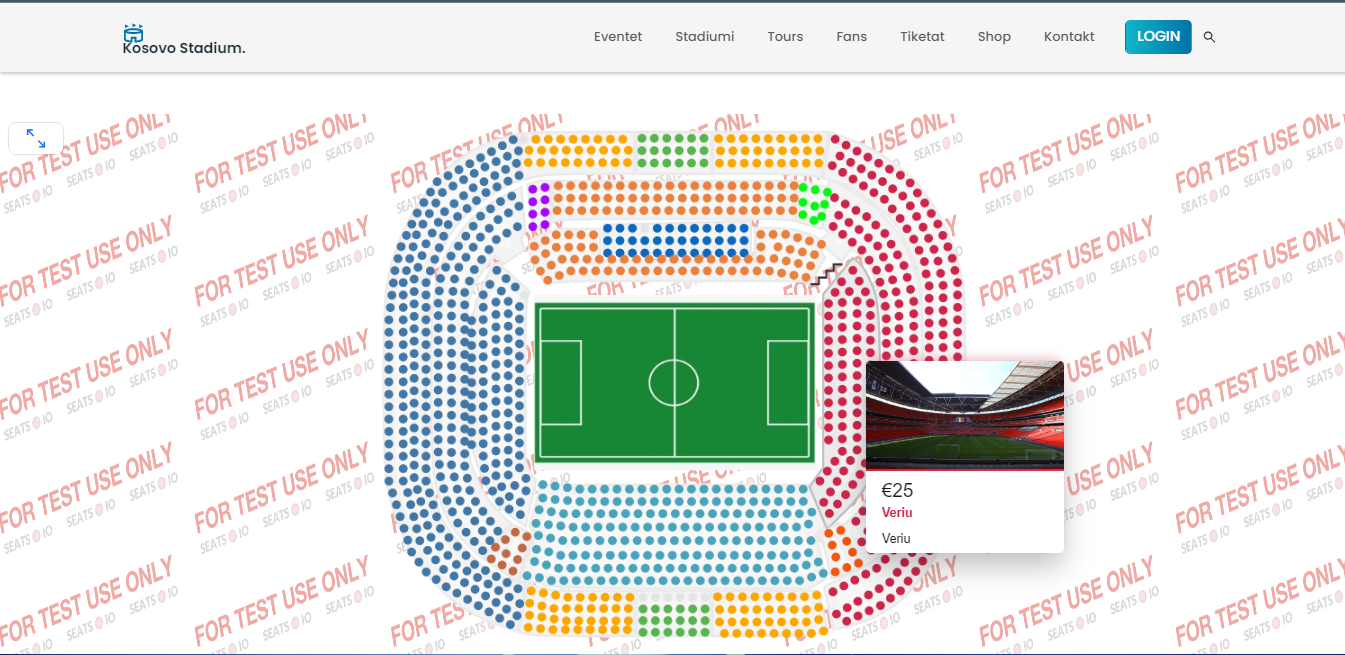 Kosovo Stadium.
Eventet Stadiumi Tours Fans Tiketat Shop Kontakt LOGIN
FOR TEST USE ONLY
SEATS IO
€25
Veriu
Veriu